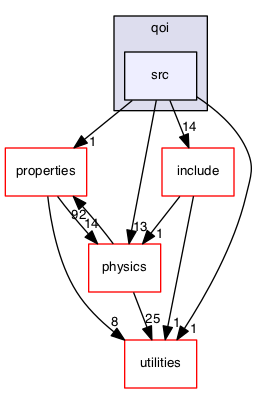 qoi
src
1
14
properties
include
92
14
13
1
physics
8
25
1
1
utilities